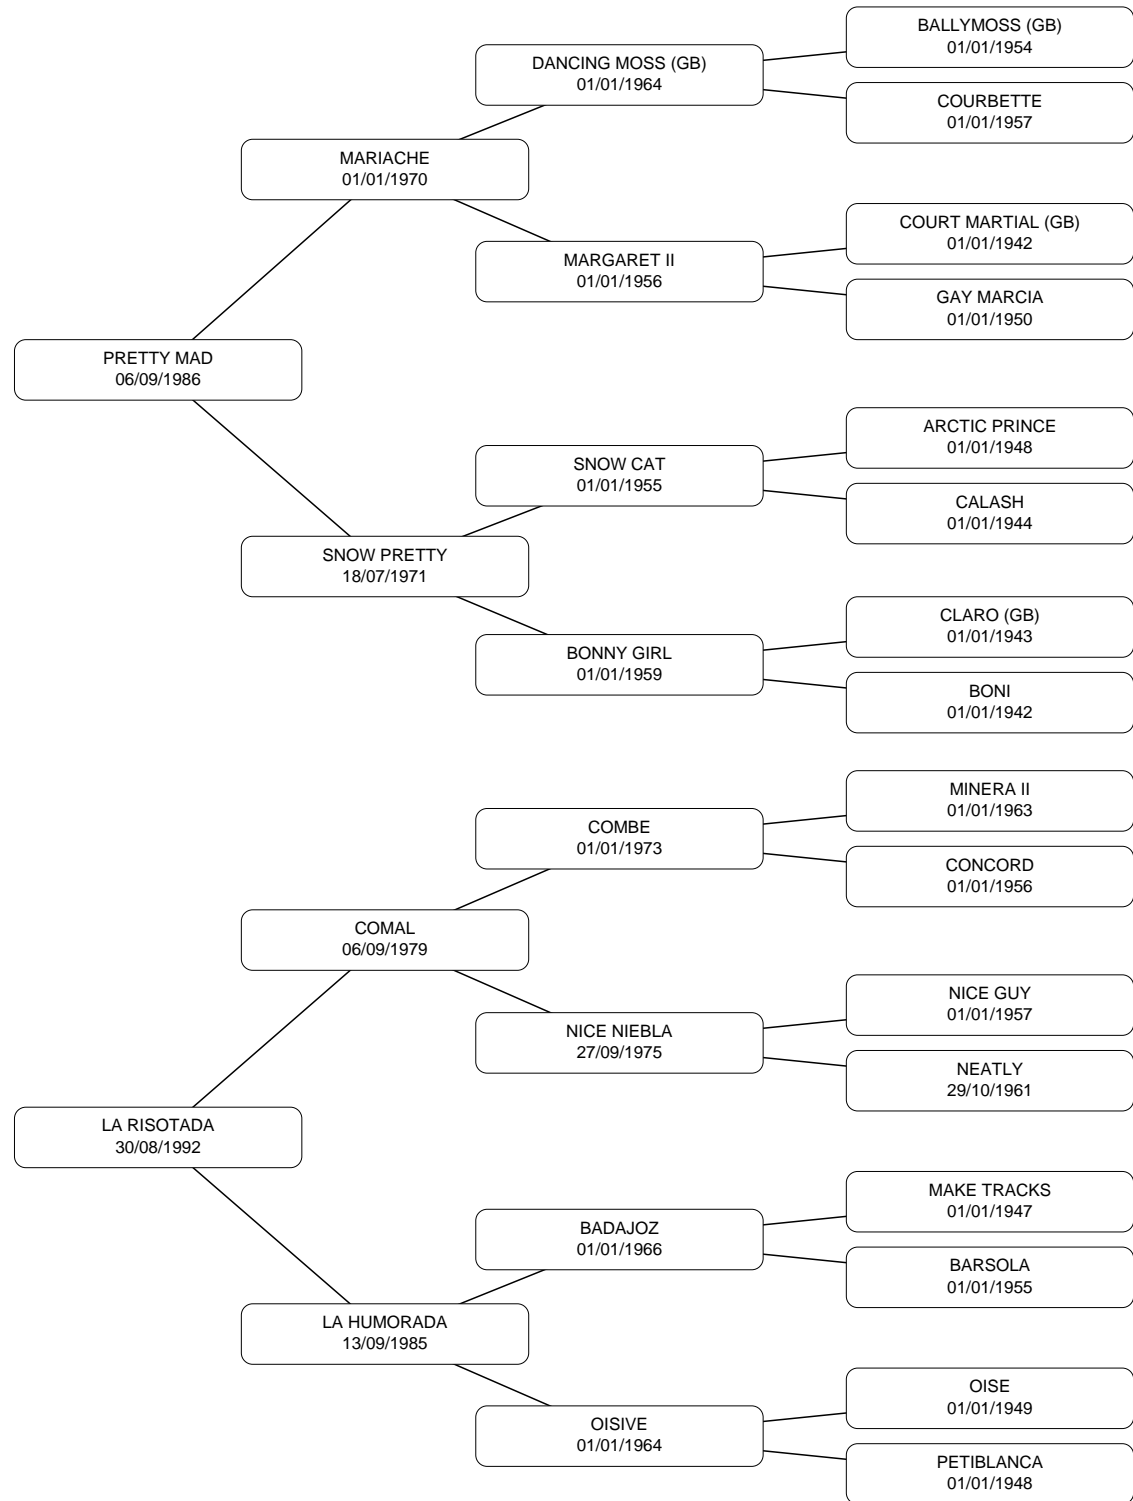 BALLYMOSS (GB)
01/01/1954
DANCING MOSS (GB)
01/01/1964
COURBETTE
01/01/1957
MARIACHE
01/01/1970
COURT MARTIAL (GB)
01/01/1942
MARGARET II
01/01/1956
GAY MARCIA
01/01/1950
PRETTY MAD
06/09/1986
ARCTIC PRINCE
01/01/1948
SNOW CAT
01/01/1955
CALASH
01/01/1944
SNOW PRETTY
18/07/1971
CLARO (GB)
01/01/1943
BONNY GIRL
01/01/1959
BONI
01/01/1942
MINERA II
01/01/1963
COMBE
01/01/1973
CONCORD
01/01/1956
COMAL
06/09/1979
NICE GUY
01/01/1957
NICE NIEBLA
27/09/1975
NEATLY
29/10/1961
LA RISOTADA
30/08/1992
MAKE TRACKS
01/01/1947
BADAJOZ
01/01/1966
BARSOLA
01/01/1955
LA HUMORADA
13/09/1985
OISE
01/01/1949
OISIVE
01/01/1964
PETIBLANCA
01/01/1948